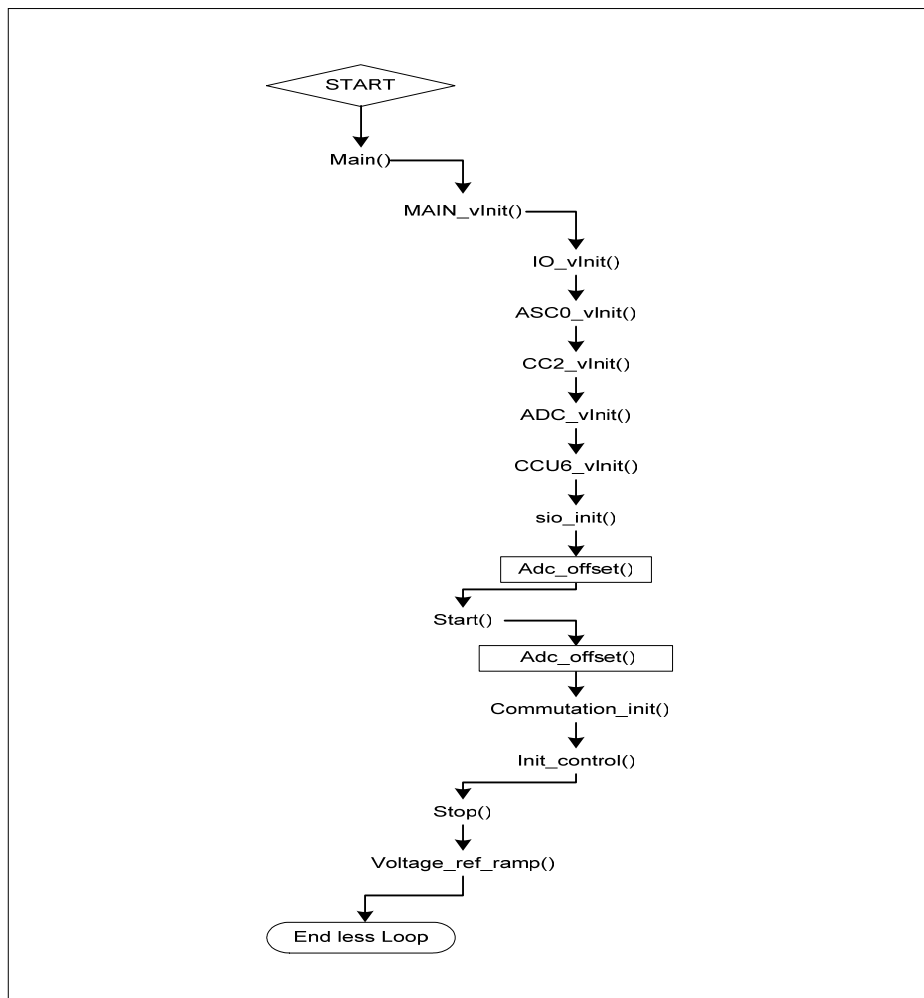 START
Main()
MAIN_vInit()
IO_vInit()
ASC0_vInit()
CC2_vInit()
ADC_vInit()
CCU6_vInit()
sio_init()
Adc_offset()
Start()
Adc_offset()
Commutation_init()
Init_control()
Stop()
Voltage_ref_ramp()
End less Loop